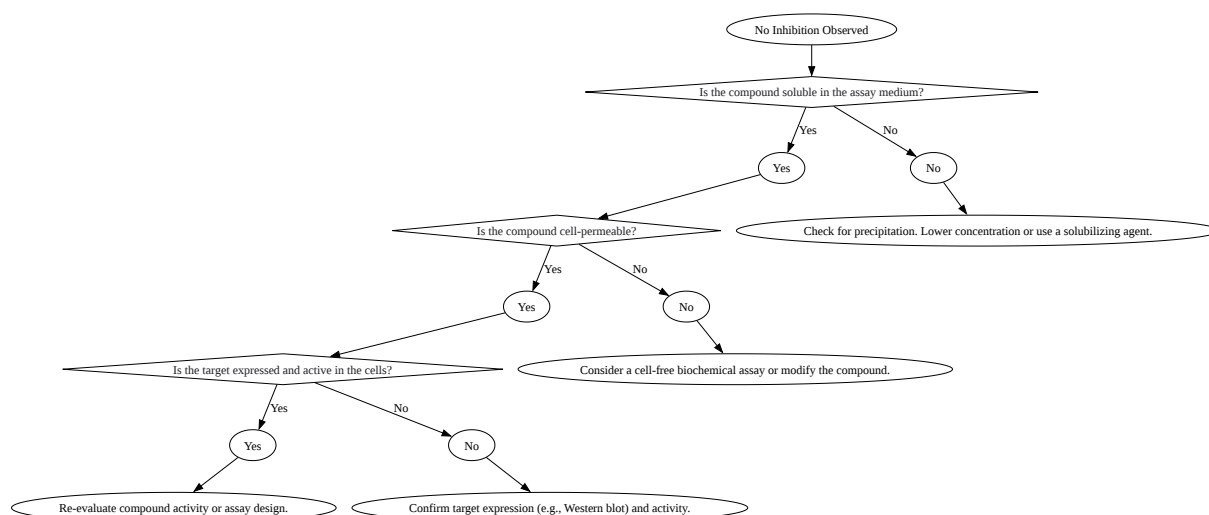 No Inhibition Observed
Is the compound soluble in the assay medium?
Yes
No
Yes
No
Is the compound cell-permeable?
Check for precipitation. Lower concentration or use a solubilizing agent.
Yes
No
Yes
No
Is the target expressed and active in the cells?
Consider a cell-free biochemical assay or modify the compound.
Yes
No
Yes
No
Re-evaluate compound activity or assay design.
Confirm target expression (e.g., Western blot) and activity.